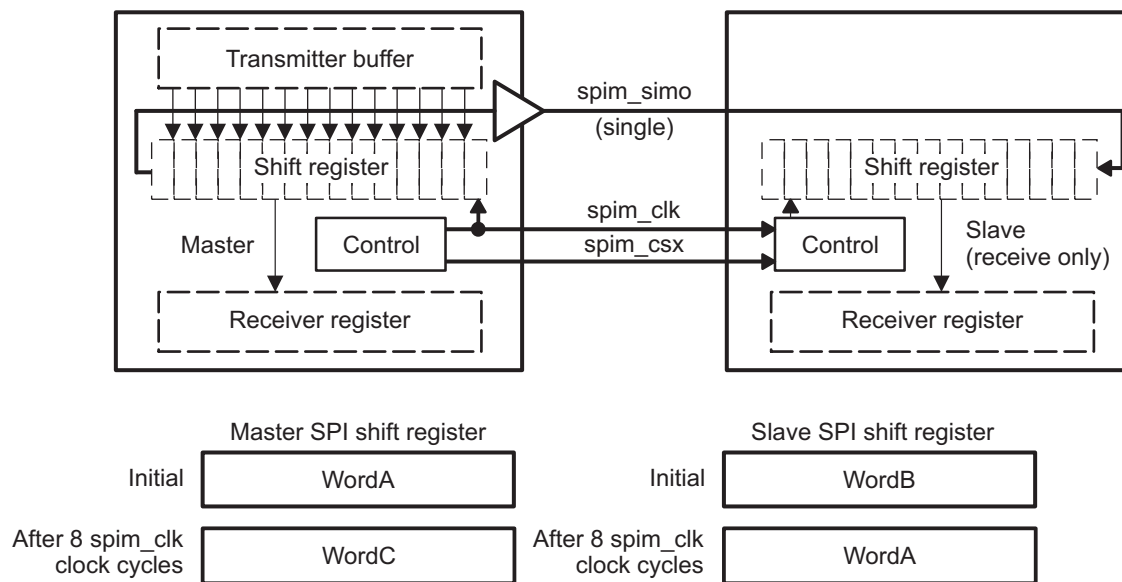 Transmitter buffer
spim_simo
(single)
Shift register
Shift register
spim_clk
Master
Control
spim_csx
Control
Slave
(receive only)
Receiver register
Receiver register
Master SPI shift register
Slave SPI shift register
Initial
WordA
Initial
WordB
After 8 spim_clk
clock cycles
WordC
After 8 spim_clk
clock cycles
WordA